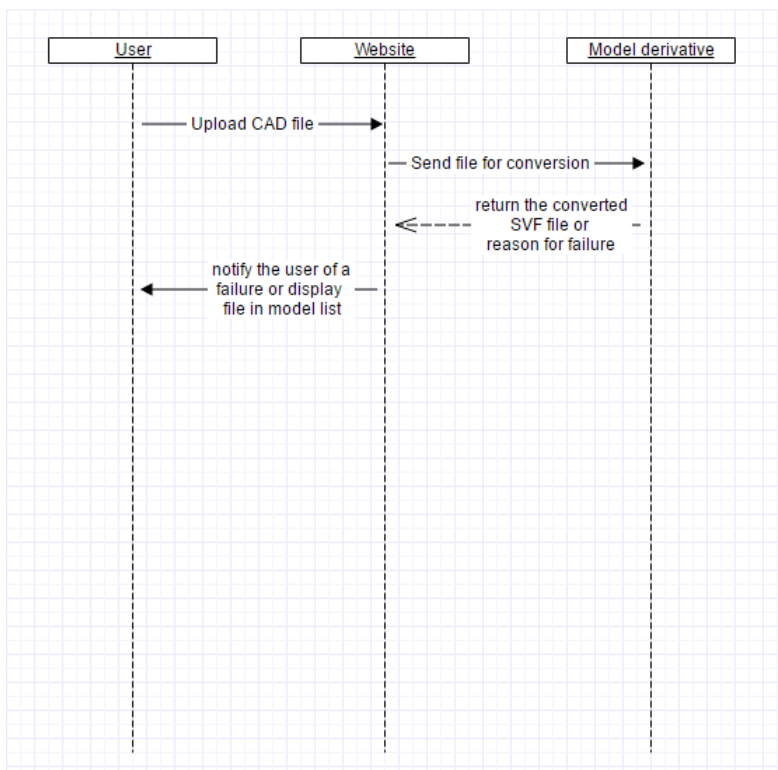 User
Website
Model derivative
Upload CAD file
Send file for conversion
return the converted
SVF file or
reason for failure
notify the user of a
failure or display
file in model list